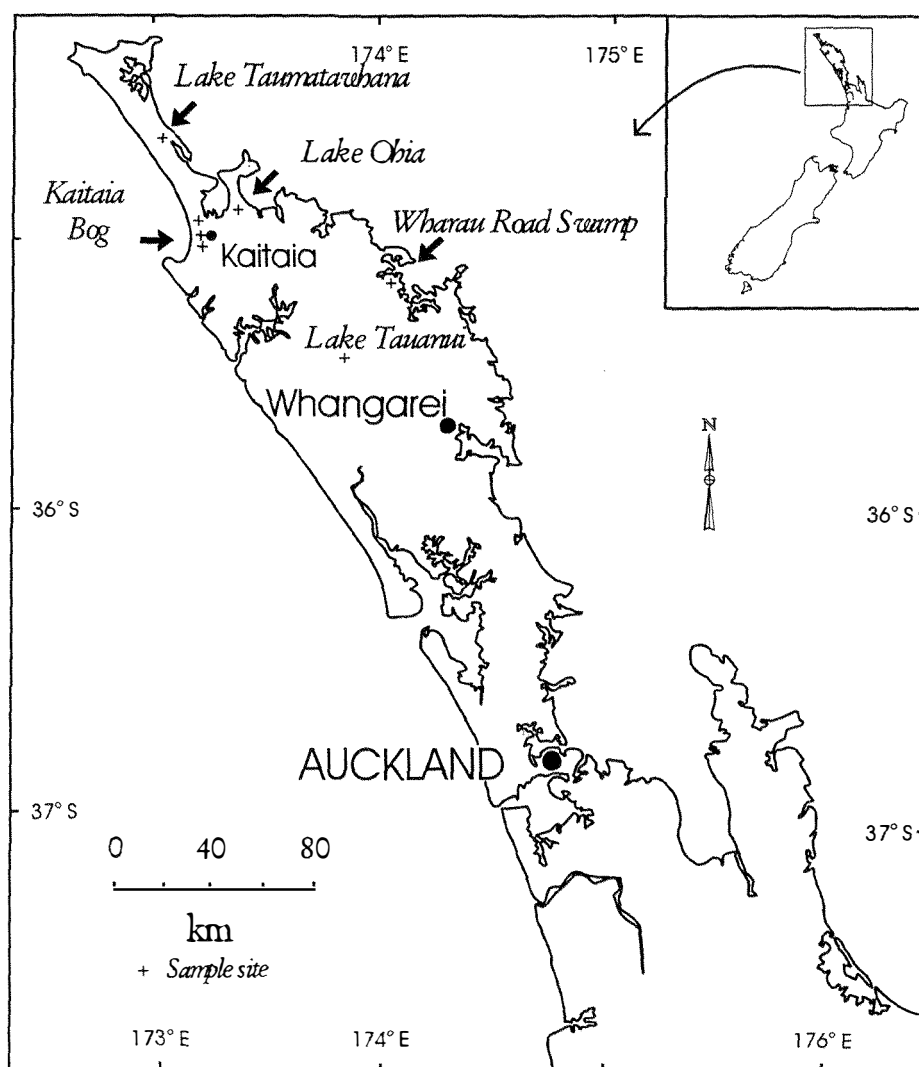 174° E
175° E
Lake Taumatawhana
Lake Ohia
Kaitaia
Bog
Wharau Road Swamp
Kaitaia
Lake Tauanui
Whangarei
N
36° S
36° S
AUCKLAND
37° S
37° S
0 40 80
km
+ Sample site
173° E
174° E
176° E